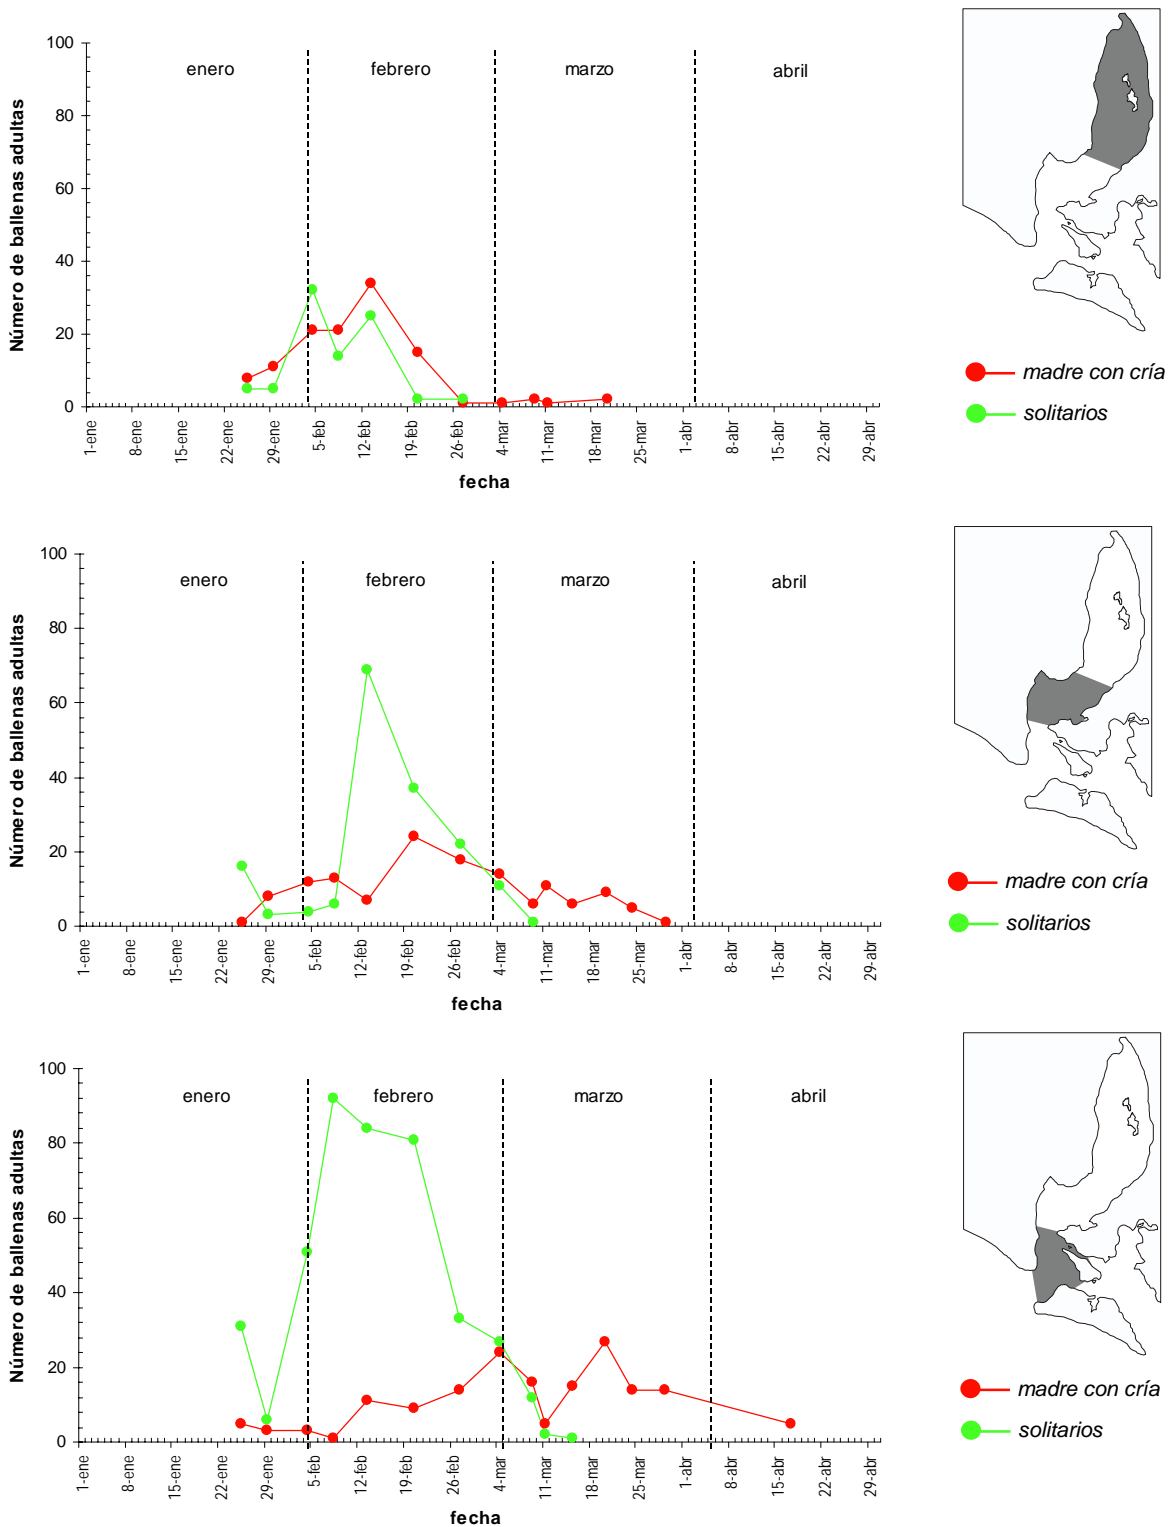 Número de ballenas adultas
100
80
60
40
20
0
enero
febrero
marzo
abril
1-ene
8-ene
15-ene
22-ene
29-ene
5-feb
12-feb
19-feb
26-feb
4-mar
11-mar
18-mar
25-mar
1-abr
8-abr
15-abr
22-abr
29-abr
fecha
madre con cría
solitarios
Número de ballenas adultas
100
80
60
40
20
0
enero
febrero
marzo
abril
1-ene
8-ene
15-ene
22-ene
29-ene
5-feb
12-feb
19-feb
26-feb
4-mar
11-mar
18-mar
25-mar
1-abr
8-abr
15-abr
22-abr
29-abr
fecha
madre con cría
solitarios
Número de ballenas adultas
100
80
60
40
20
0
enero
febrero
marzo
abril
1-ene
8-ene
15-ene
22-ene
29-ene
5-feb
12-feb
19-feb
26-feb
4-mar
11-mar
18-mar
25-mar
1-abr
8-abr
15-abr
22-abr
29-abr
fecha
madre con cría
solitarios